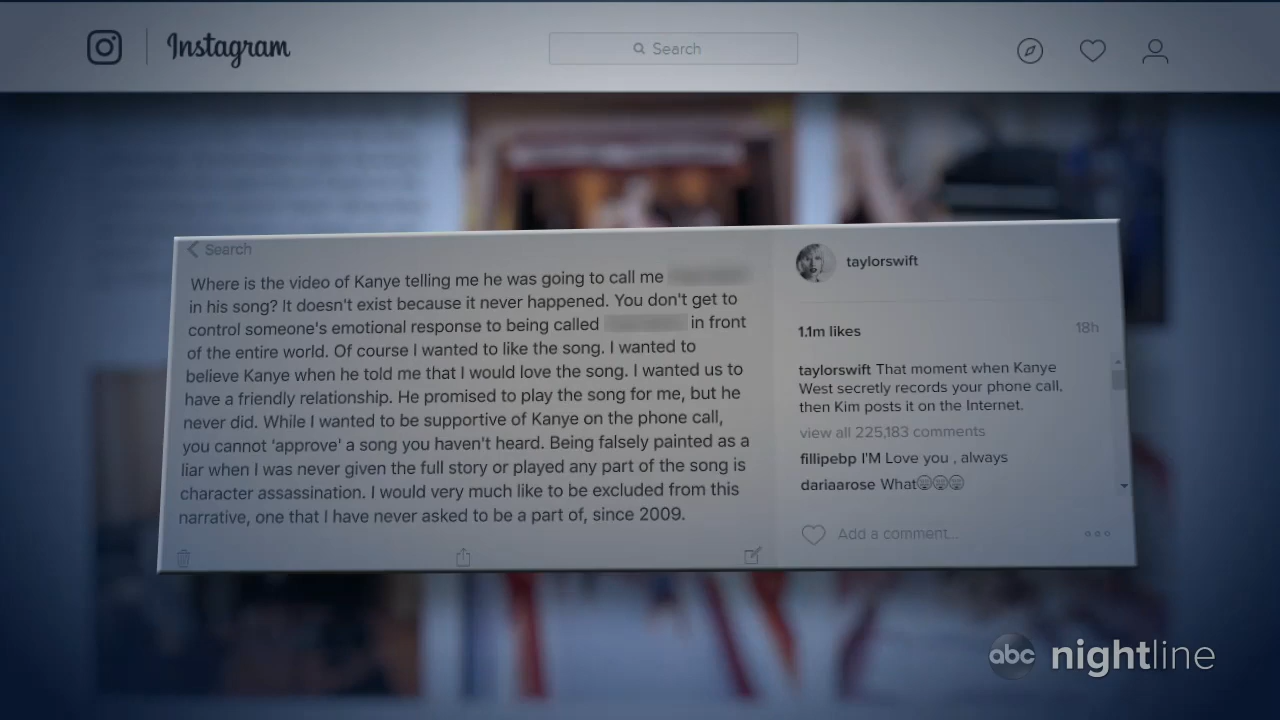 Instagram
Search
Search
Where is the video of Kanye telling me he was going to call me
in his song? It doesn't exist because it never happened. You don't get to
control someone's emotional response to being called in front
of the entire world. Of course I wanted to like the song. I wanted to
believe Kanye when he told me that I would love the song. I wanted us to
have a friendly relationship. He promised to play the song for me, but he
never did. While I wanted to be supportive of Kanye on the phone call,
you cannot 'approve' a song you haven't heard. Being falsely painted as a
liar when I was never given the full story or played any part of the song is
character assassination. I would very much like to be excluded from this
narrative, one that I have never asked to be a part of, since 2009.
taylorswift
1.1m likes 18h
taylorswift That moment when Kanye
West secretly records your phone call,
then Kim posts it on the Internet.
view all 225,183 comments
fillipebp I'M Love you , always
dariaarose What😄😄😄
Add a comment...
abc nightline